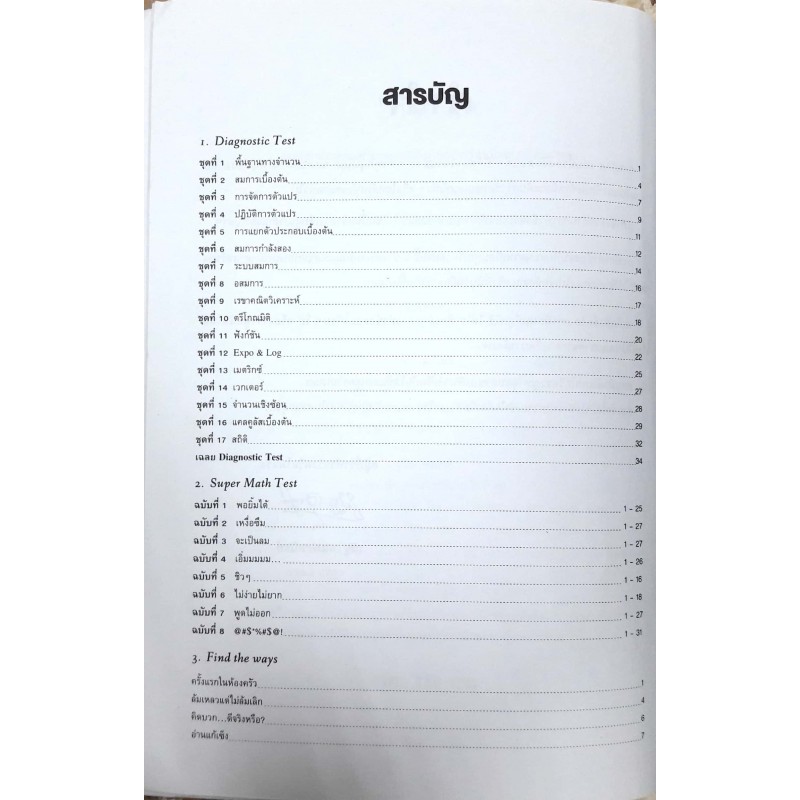 สารบัญ
1. Diagnostic Test
ชุดที่ 1 พื้นฐานทางจำนวน 1
ชุดที่ 2 สมการเบื้องต้น 4
ชุดที่ 3 การจัดการตัวแปร 7
ชุดที่ 4 ปฏิบัติการตัวแปร 9
ชุดที่ 5 การแยกตัวประกอบเบื้องต้น 11
ชุดที่ 6 สมการกำลังสอง 12
ชุดที่ 7 ระบบสมการ 14
ชุดที่ 8 อสมการ 16
ชุดที่ 9 เรขาคณิตวิเคราะห์ 17
ชุดที่ 10 ตรีโกณมิติ 18
ชุดที่ 11 ฟังก์ชัน 20
ชุดที่ 12 Expo & Log 22
ชุดที่ 13 เมตริกซ์ 25
ชุดที่ 14 เวกเตอร์ 27
ชุดที่ 15 จำนวนเชิงซ้อน 28
ชุดที่ 16 แคลคูลัสเบื้องต้น 29
ชุดที่ 17 สถิติ 32
เฉลย Diagnostic Test 34
2. Super Math Test
ฉบับที่ 1 พอยิ้มได้ 1 - 25
ฉบับที่ 2 เหงื่อซึม 1 - 27
ฉบับที่ 3 จะเป็นลม 1 - 27
ฉบับที่ 4 เอิ่มมมมม... 1 - 26
ฉบับที่ 5 ชิวๆ 1 - 16
ฉบับที่ 6 ไม่ง่ายไม่ยาก 1 - 18
ฉบับที่ 7 พูดไม่ออก 1 - 27
ฉบับที่ 8 @#$*%#$@! 1 - 31
3. Find the ways
ครั้งแรกในห้องครัว 1
ล้มเหลวแต่ไม่ล้มเลิก 4
คิดบวก...ดีจริงหรือ? 6
อ่านแก้เซ็ง 7